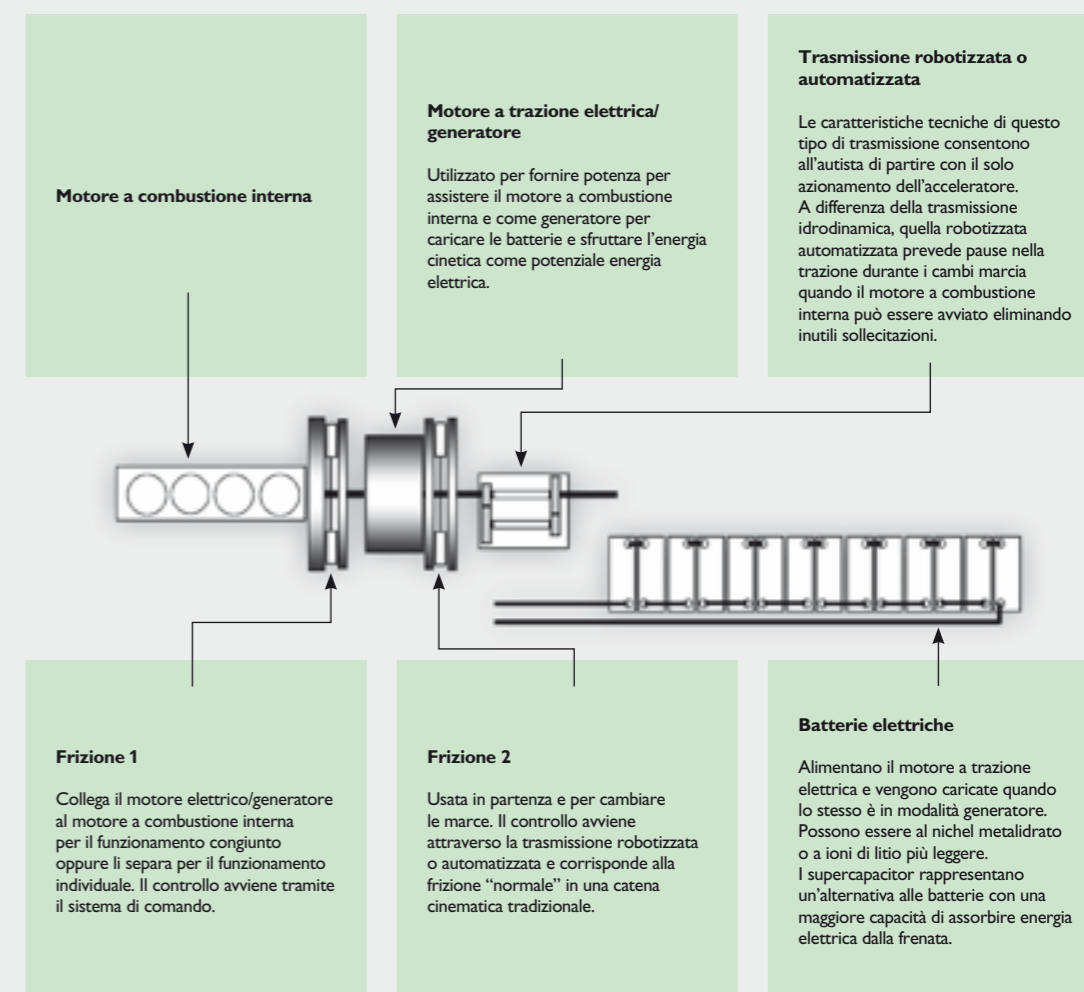 Motore a combustione interna
Motore a trazione elettrica/
generatore
Utilizzato per fornire potenza per
assistere il motore a combustione
interna e come generatore per
caricare le batterie e sfruttare l’energia
cinetica come potenziale energia
elettrica.
Trasmissione robotizzata o
automatizzata
Le caratteristiche tecniche di questo
tipo di trasmissione consentono
all’autista di partire con il solo
azionamento dell’acceleratore.
A differenza della trasmissione
idrodinamica, quella robotizzata
automatizzata prevede pause nella
trazione durante i cambi marcia
quando il motore a combustione
interna può essere avviato eliminando
inutili sollecitazioni.
Frizione 1
Collega il motore elettrico/generatore
al motore a combustione interna
per il funzionamento congiunto
oppure li separa per il funzionamento
individuale. Il controllo avviene tramite
il sistema di comando.
Frizione 2
Usata in partenza e per cambiare
le marce. Il controllo avviene
attraverso la trasmissione robotizzata
o automatizzata e corrisponde alla
frizione “normale” in una catena
cinematica tradizionale.
Batterie elettriche
Alimentano il motore a trazione
elettrica e vengono caricate quando
lo stesso è in modalità generatore.
Possono essere al nichel metalidrato
o a ioni di litio più leggere.
I supercapacitor rappresentano
un’alternativa alle batterie con una
maggiore capacità di assorbire energia
elettrica dalla frenata.